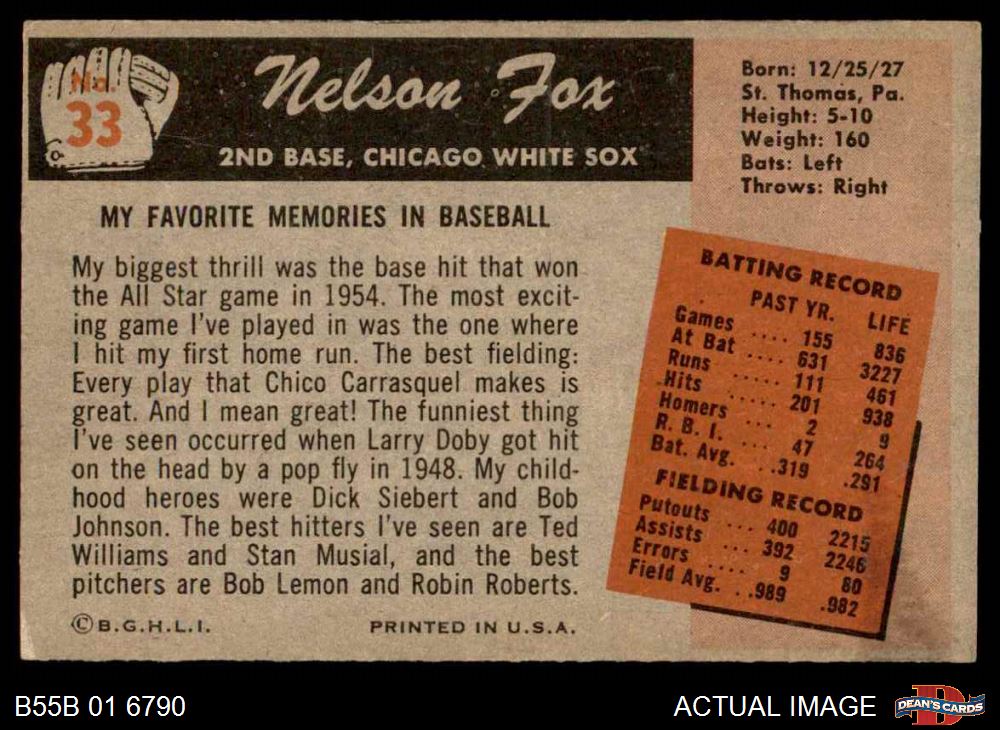 No.
33
Nelson Fox
2ND BASE, CHICAGO WHITE SOX
Born: 12/25/27
St. Thomas, Pa.
Height: 5-10
Weight: 160
Bats: Left
Throws: Right
MY FAVORITE MEMORIES IN BASEBALL
My biggest thrill was the base hit that won
the All Star game in 1954. The most excit-
ing game I've played in was the one where
I hit my first home run. The best fielding:
Every play that Chico Carrasquel makes is
great. And I mean great! The funniest thing
I've seen occurred when Larry Doby got hit
on the head by a pop fly in 1948. My child-
hood heroes were Dick Siebert and Bob
Johnson. The best hitters I've seen are Ted
Williams and Stan Musial, and the best
pitchers are Bob Lemon and Robin Roberts.
© B.G.H.L.I. PRINTED IN U.S.A.
BATTING RECORD
PAST YR. LIFE
Games .... 155 836
At Bat .... 631 3227
Runs ..... 111 461
Hits ..... 201 938
Homers ... 2 9
R. B. I. .... 47 264
Bat. Avg. ..319 .291
FIELDING RECORD
Putouts ... 400 2215
Assists ... 392 2246
Errors .... 9 80
Field Avg. ..989 .982
B55B 01 6790
ACTUAL IMAGE
DEAN'S CARDS